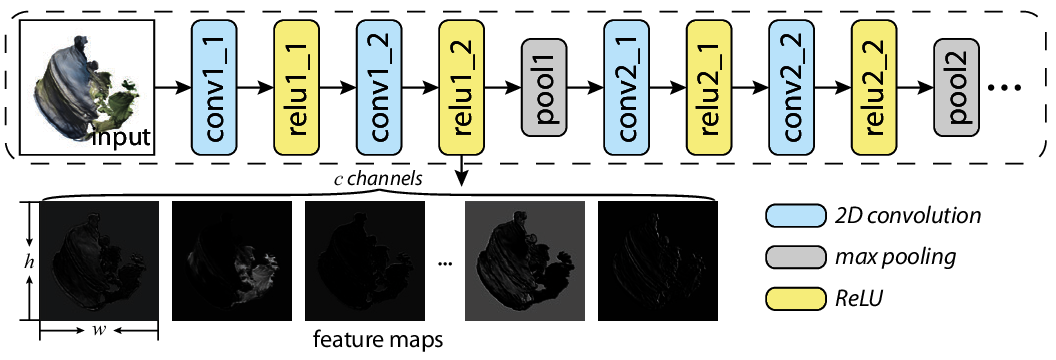 input
conv1_1
relu1_1
conv1_2
relu1_2
pool1
conv2_1
relu2_1
conv2_2
relu2_2
pool2
...
c channels
h
...
w
feature maps
2D convolution
max pooling
ReLU